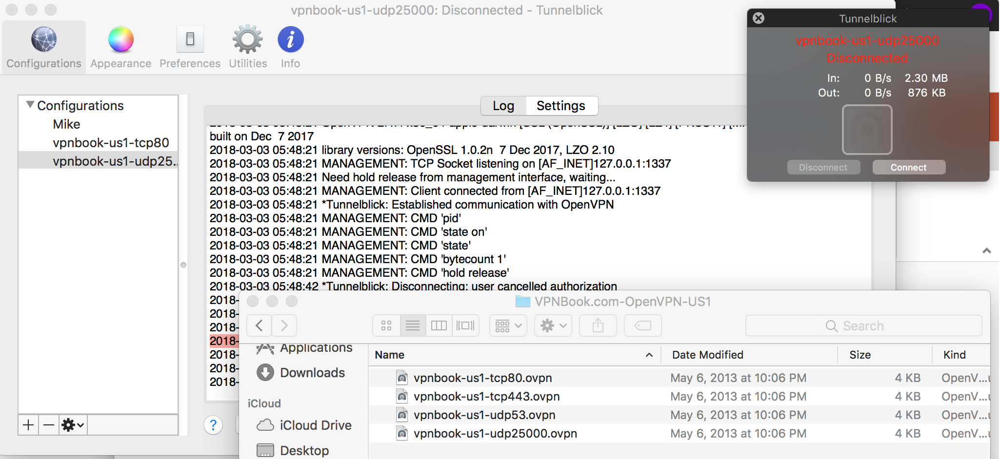 vpnbook-us1-udp25000: Disconnected - Tunnelblick
Configurations
Appearance
Preferences
Utilities
Info
Tunnelblick
vpnbook-us1-udp25000
Disconnected
In: 0 B/s 2.30 MB
Out: 0 B/s 876 KB
Disconnect
Connect
Configurations
Mike
vpnbook-us1-tcp80
vpnbook-us1-udp25..
Log
Settings
built on Dec 7 2017
2018-03-03 05:48:21 library versions: OpenSSL 1.0.2n 7 Dec 2017, LZO 2.10
2018-03-03 05:48:21 MANAGEMENT: TCP Socket listening on [AF_INET]127.0.0.1:1337
2018-03-03 05:48:21 Need hold release from management interface, waiting...
2018-03-03 05:48:21 MANAGEMENT: Client connected from [AF_INET]127.0.0.1:1337
2018-03-03 05:48:21 *Tunnelblick: Established communication with OpenVPN
2018-03-03 05:48:21 MANAGEMENT: CMD 'pid'
2018-03-03 05:48:21 MANAGEMENT: CMD 'state on'
2018-03-03 05:48:21 MANAGEMENT: CMD 'state'
2018-03-03 05:48:21 MANAGEMENT: CMD 'bytecount 1'
2018-03-03 05:48:21 MANAGEMENT: CMD 'hold release'
2018-03-03 05:48:42 *Tunnelblick: Disconnecting; user cancelled authorization
2018-
2018-
2018-
2018-
2018-
2018-
2018-
?
VPNBook.com-OpenVPN-US1
Search
Applications
Downloads
iCloud
iCloud Drive
Desktop
Name Date Modified Size Kind
vpnbook-us1-tcp80.ovpn May 6, 2013 at 10:06 PM 4 KB OpenV...
vpnbook-us1-tcp443.ovpn May 6, 2013 at 10:06 PM 4 KB OpenV...
vpnbook-us1-udp53.ovpn May 6, 2013 at 10:06 PM 4 KB OpenV...
vpnbook-us1-udp25000.ovpn May 6, 2013 at 10:06 PM 4 KB OpenV...